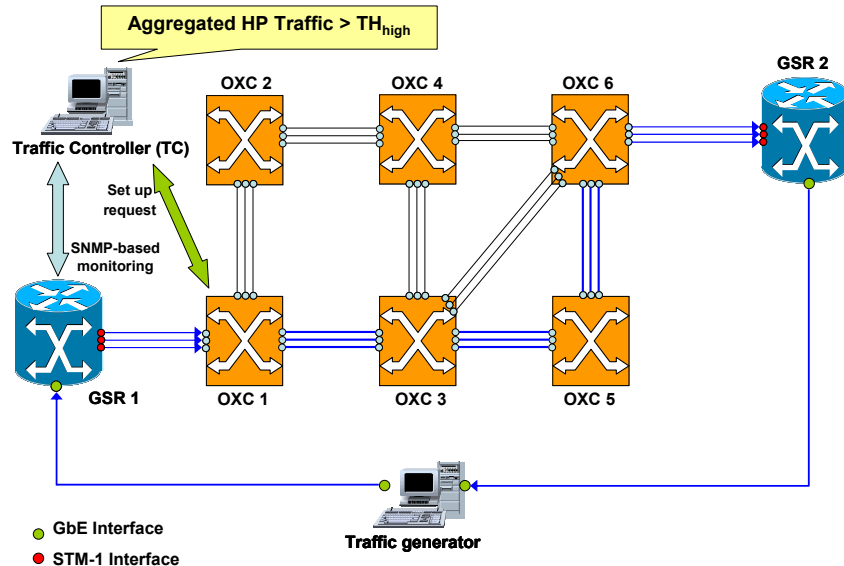 Aggregated HP Traffic > THhigh
GSR 2
OXC 2
OXC 4
OXC 6
Traffic Controller (TC)
Set up
request
SNMP-based
monitoring
GSR 1
OXC 1
OXC 3
OXC 5
GbE Interface
Traffic generator
STM-1 Interface